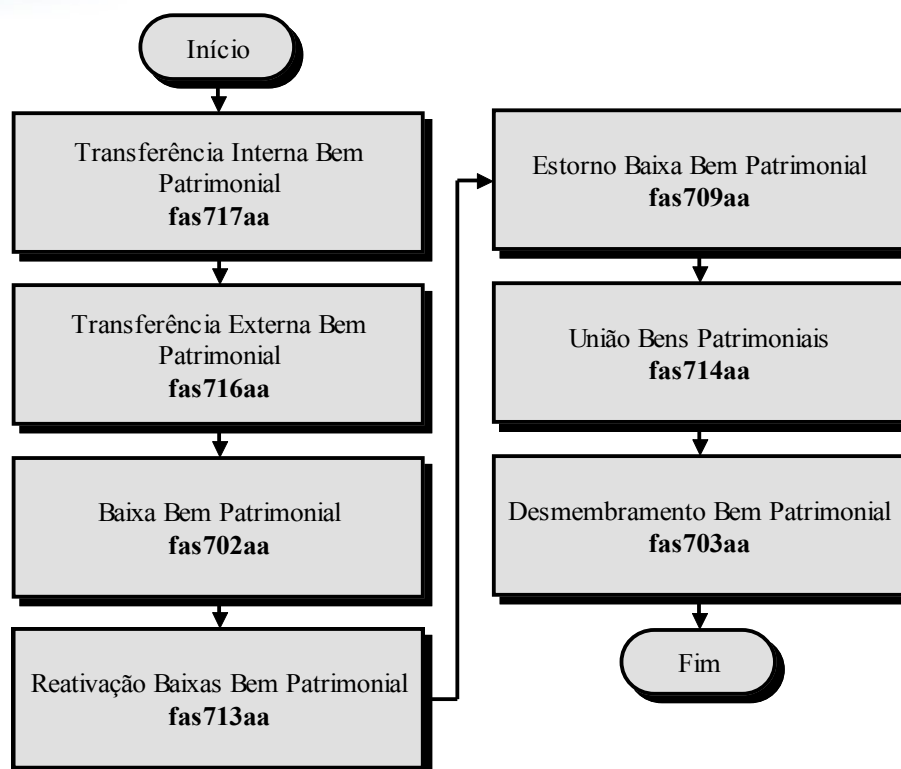 Início
Transferência Interna Bem
Patrimonial
fas717aa
Transferência Externa Bem
Patrimonial
fas716aa
Baixa Bem Patrimonial
fas702aa
Reativação Baixas Bem Patrimonial
fas713aa
Estorno Baixa Bem Patrimonial
fas709aa
União Bens Patrimoniais
fas714aa
Desmembramento Bem Patrimonial
fas703aa
Fim